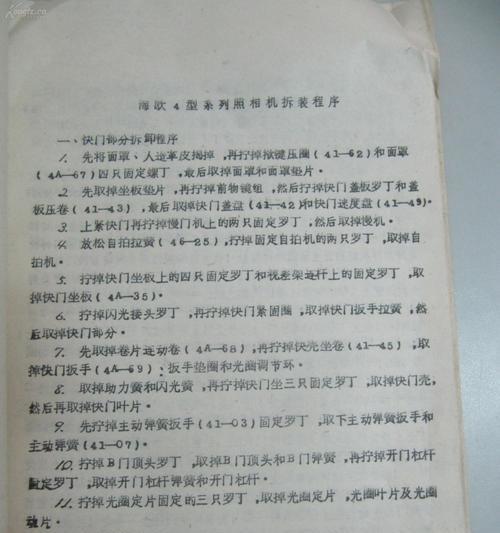 海欧4型系列照相机拆装程序
一、快门部分拆卸程序
1. 先将面罩、人造革皮揭掉，再拧掉揿键压圈(41—62)和面罩
(4A—67)四只固定螺丁，最后取掉面罩和面罩垫片。
2. 先取掉坐板垫片，再拧掉前物镜组，然后拧掉快门盖板罗丁和盖
板压卷(41—43)，最后取掉快门盖盘(41—42)和快门速度盘(41—49)。
3. 上紧快门再拧掉慢门机上的两只固定罗丁，然后取掉慢机。
4. 放松自拍拉簧(46—25)，拧掉固定自拍机的两只罗丁，取掉自
拍机。
5. 拧掉快门坐板上的四只固定罗丁和视差架连杆上的固定罗丁，取
掉快门坐板(4A—35)。
6. 拧掉闪光接头罗丁，再拧掉快门紧固圈，取掉快门扳手拉簧，然
后取掉快门部分。
7. 先取掉卷片连动卷(4A—68)，再拧掉快壳坐卷(41—45)，取
掉快门扳手(4A—69)、扳手垫圈和光圈调节环。
8. 取掉助力簧和闪光簧，再拧掉快门坐三只固定罗丁，取掉快门壳，
然后再取掉快门叶片。
9. 先拧掉主动弹簧扳手(41—03)固定罗丁，取下主动弹簧扳手和
主动弹簧(41—07)。
10. 拧掉B门顶头罗丁，取掉B门顶头和B门弹簧，再拧掉开门杠杆
固定罗丁，取掉开门杠杆弹簧和开门杠杆。
11. 拧掉光圈定片固定的三只罗丁，取掉光圈定片，光圈叶片及光圈
动片。